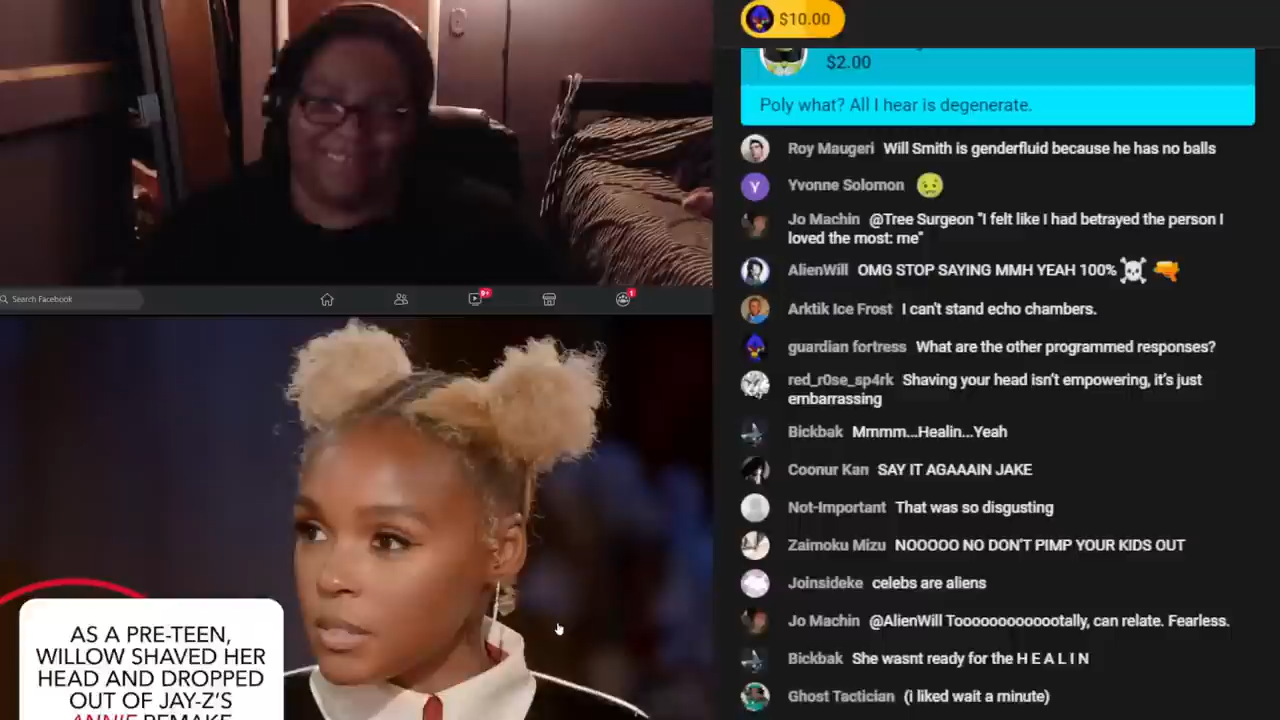 $10.00
$2.00
Poly what? All I hear is degenerate.
Roy Maugeri Will Smith is genderfluid because he has no balls
Yvonne Solomon
Jo Machin @Tree Surgeon "I felt like I had betrayed the person I
loved the most: me"
AlienWill OMG STOP SAYING MMH YEAH 100%
Arktik Ice Frost I can't stand echo chambers.
guardian fortress What are the other programmed responses?
red_r0se_sp4rk Shaving your head isn't empowering, it's just
embarrassing
Bickbak Mmmm...Healin...Yeah
Coonur Kan SAY IT AGAAAIN JAKE
Not-Important That was so disgusting
Zaimoku Mizu NOOOOO NO DON'T PIMP YOUR KIDS OUT
Joinsideke celebs are aliens
Jo Machin @AlienWill Tooooooooooootally, can relate. Fearless.
Bickbak She wasnt ready for the H E A L I N
Ghost Tactician (i liked wait a minute)
Y
Search Facebook
9+
1
AS A PRE-TEEN,
WILLOW SHAVED HER
HEAD AND DROPPED
OUT OF JAY-Z'S
ANNIE REMAKE